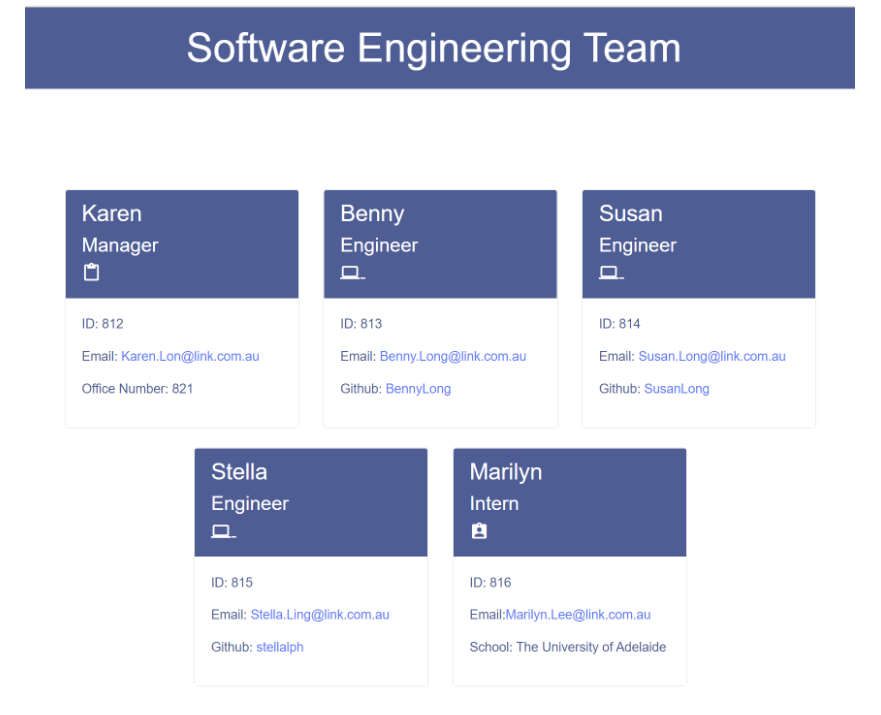 Software Engineering Team
Karen
Manager
ID: 812
Email: Karen.Lon@link.com.au
Office Number: 821
Benny
Engineer
ID: 813
Email: Benny.Long@link.com.au
Github: BennyLong
Susan
Engineer
ID: 814
Email: Susan.Long@link.com.au
Github: SusanLong
Stella
Engineer
ID: 815
Email: Stella.Ling@link.com.au
Github: stellalph
Marilyn
Intern
ID: 816
Email:Marilyn.Lee@link.com.au
School: The University of Adelaide